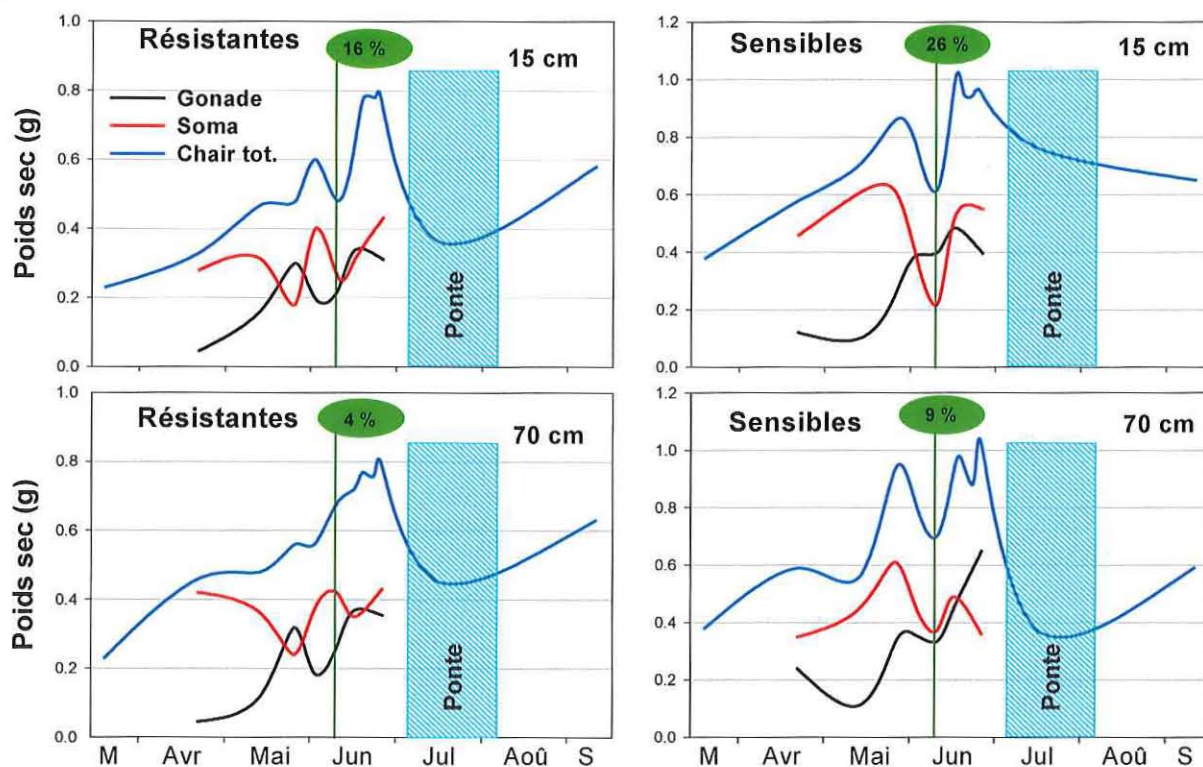 Résistantes
16 %
15 cm
Gonade
Soma
Chair tot.
Ponte
Poids sec (g)
1.0
0.8
0.6
0.4
0.2
0.0
Sensibles
26 %
15 cm
Ponte
1.2
1.0
0.8
0.6
0.4
0.2
0.0
Résistantes
4 %
70 cm
Ponte
Poids sec (g)
1.0
0.8
0.6
0.4
0.2
0.0
M Avr Mai Jun Jul Aoû S
Sensibles
9 %
70 cm
Ponte
1.2
1.0
0.8
0.6
0.4
0.2
0.0
M Avr Mai Jun Jul Aoû S